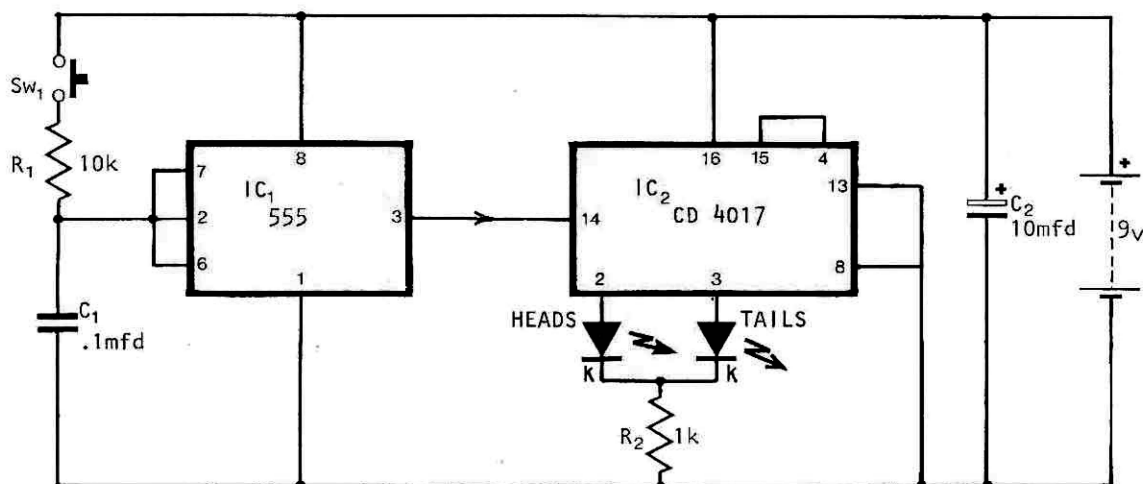 Sw1
R1
10k
C1
.1mfd
7
2
6
8
IC1
555
3
1
14
16
15
4
IC2
CD 4017
13
8
2
3
HEADS
TAILS
K
K
R2
1k
+
C2
10mfd
+
9v